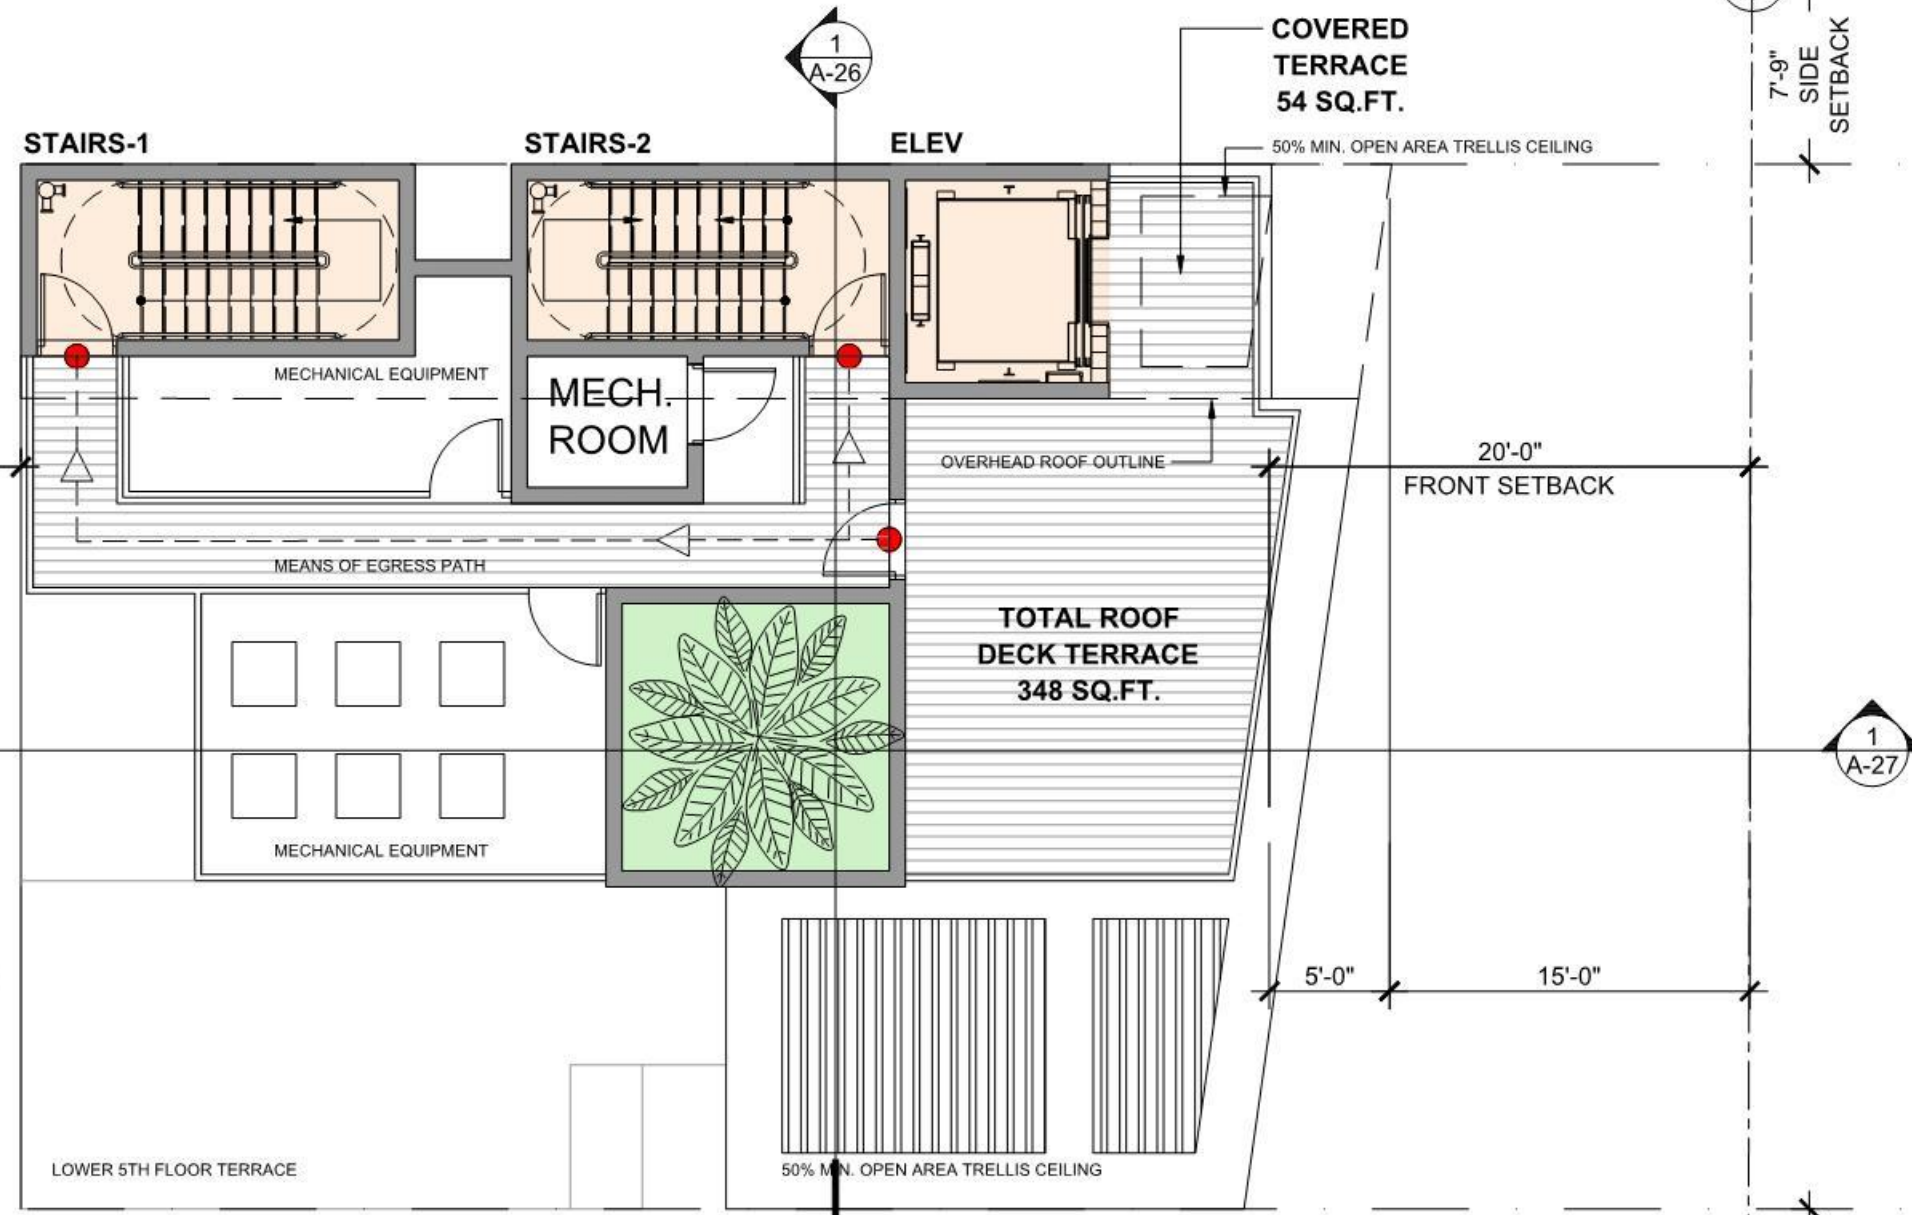 1
A-26
COVERED
TERRACE
54 SQ.FT.
7'-9"
SIDE
SETBACK
STAIRS-1
STAIRS-2
ELEV
50% MIN. OPEN AREA TRELLIS CEILING
MECHANICAL EQUIPMENT
MECH.
ROOM
OVERHEAD ROOF OUTLINE
20'-0"
FRONT SETBACK
MEANS OF EGRESS PATH
TOTAL ROOF
DECK TERRACE
348 SQ.FT.
1
A-27
MECHANICAL EQUIPMENT
5'-0"
15'-0"
LOWER 5TH FLOOR TERRACE
50% MIN. OPEN AREA TRELLIS CEILING